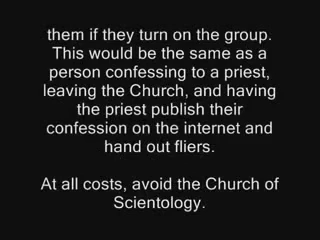 them if they turn on the group.
This would be the same as a
person confessing to a priest,
leaving the Church, and having
the priest publish their
confession on the internet and
hand out fliers.
At all costs, avoid the Church of
Scientology.